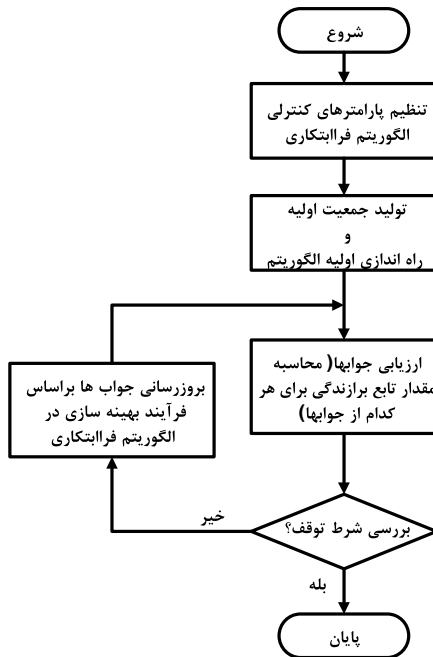 شروع
تنظیم پارامترهای کنترلی
الگوریتم فراابتکاری
تولید جمعیت اولیه
و
راه اندازی اولیه الگوریتم
ارزیابی جوابها( محاسبه
مقدار تابع برازندگی برای هر
کدام از جوابها)
بروزرسانی جواب ها براساس
فرآیند بهینه سازی در
الگوریتم فراابتکاری
بررسی شرط توقف؟
خیر
بله
پایان